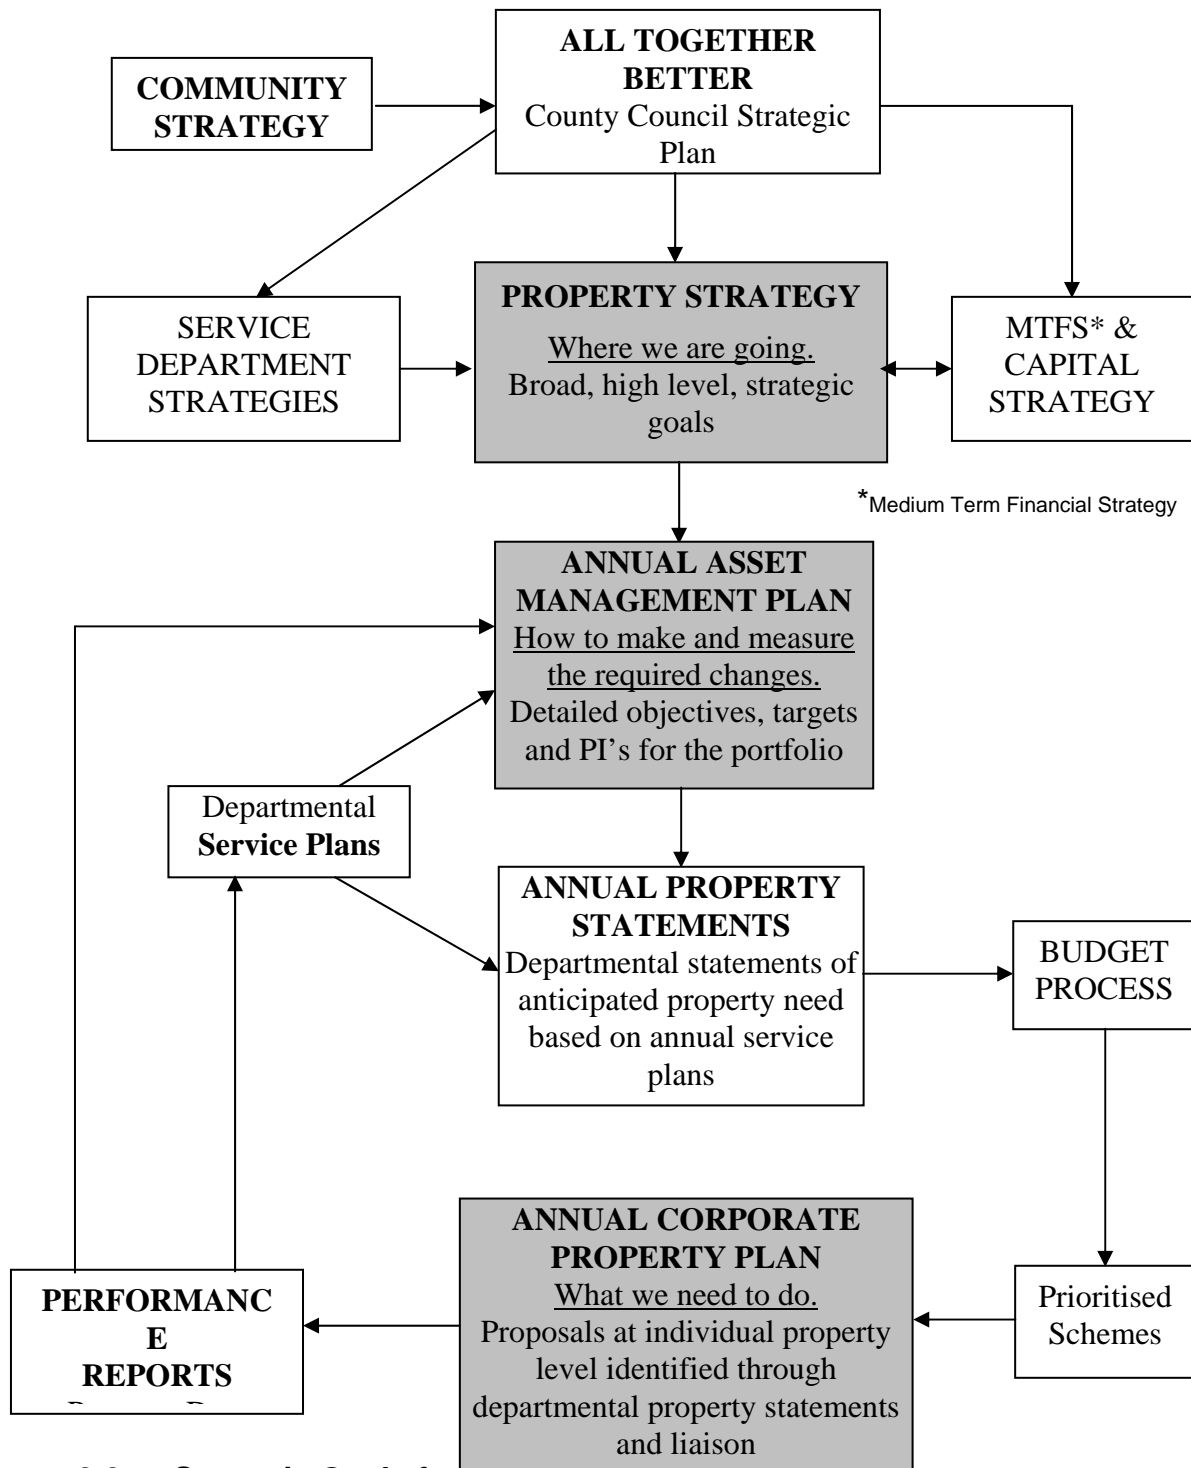 ALL TOGETHER
BETTER
County Council Strategic
Plan
COMMUNITY
STRATEGY
PROPERTY STRATEGY
Where we are going.
Broad, high level, strategic
goals
SERVICE
DEPARTMENT
STRATEGIES
MTFS* &
CAPITAL
STRATEGY
*Medium Term Financial Strategy
ANNUAL ASSET
MANAGEMENT PLAN
How to make and measure
the required changes.
Detailed objectives, targets
and PI's for the portfolio
Departmental
Service Plans
ANNUAL PROPERTY
STATEMENTS
Departmental statements of
anticipated property need
based on annual service
plans
BUDGET
PROCESS
ANNUAL CORPORATE
PROPERTY PLAN
What we need to do.
Proposals at individual property
level identified through
departmental property statements
and liaison
Prioritised
Schemes
PERFORMANC
E
REPORTS